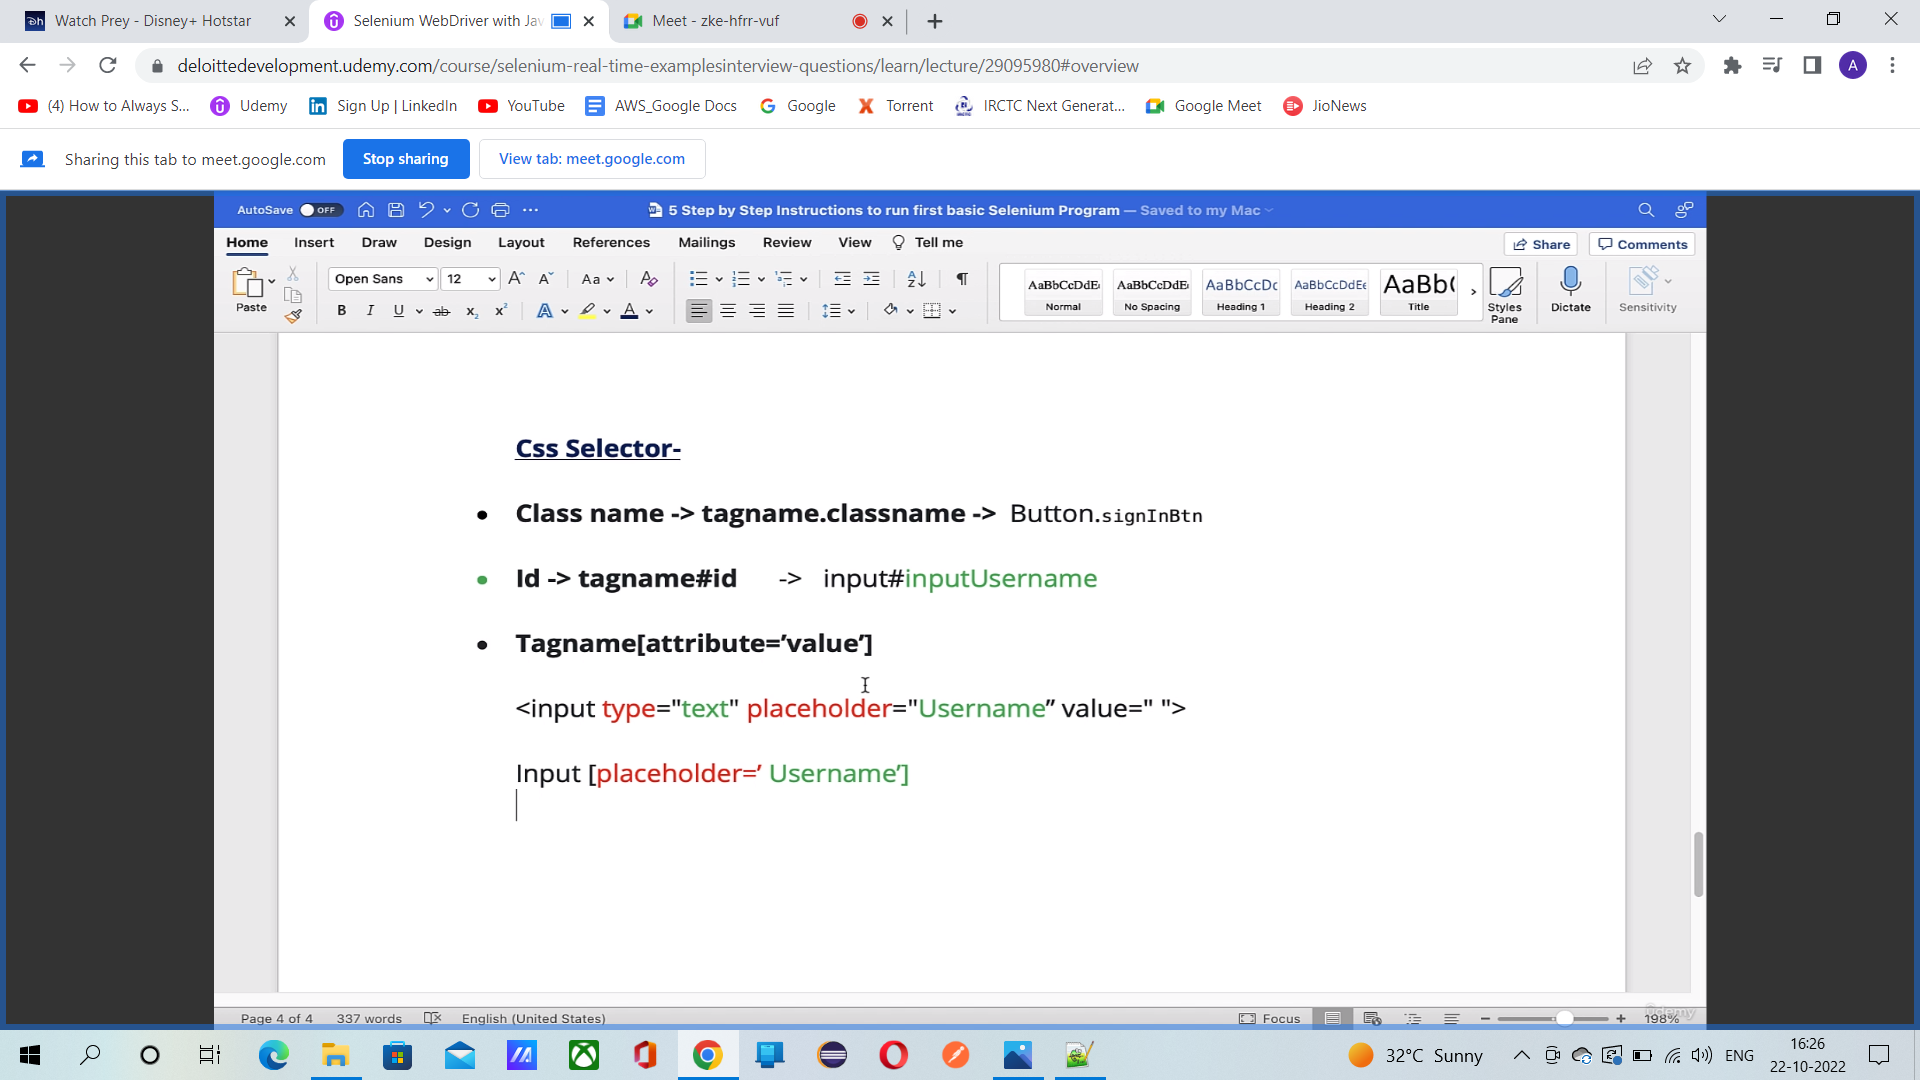 Watch Prey - Disney+ Hotstar
Selenium WebDriver with Jav
Meet - zke-hfrr-vuf
deloittedevelopment.udemy.com/course/selenium-real-time-examplesinterview-questions/learn/lecture/29095980#overview
A
(4) How to Always S...
Udemy
Sign Up | LinkedIn
YouTube
AWS_Google Docs
Google
Torrent
IRCTC Next Generat...
Google Meet
JioNews
Sharing this tab to meet.google.com
Stop sharing
View tab: meet.google.com
AutoSave OFF
5 Step by Step Instructions to run first basic Selenium Program — Saved to my Mac
Home Insert Draw Design Layout References Mailings Review View Tell me
Share Comments
Paste
Open Sans 12
AaBbCcDdE
Normal
AaBbCcDdE
No Spacing
AaBbCcDc
Heading 1
AaBbCcDdEe
Heading 2
AaBb(
Title
Styles
Pane
Dictate
Sensitivity
Css Selector-
• Class name -> tagname.classname -> Button.signInBtn
• Id -> tagname#id -> input#inputUsername
• Tagname[attribute=’value’]
<input type="text" placeholder="Username” value=" ">
Input [placeholder=’ Username’]
Page 4 of 4 337 words English (United States)
Focus
198%
udemy
32°C Sunny
ENG
16:26
22-10-2022